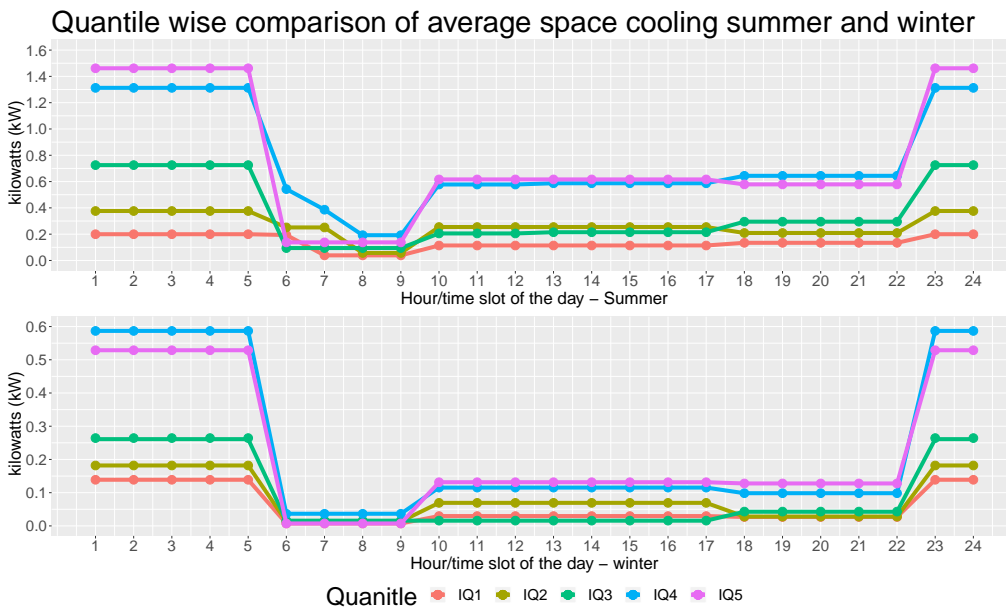 Quantile wise comparison of average space cooling summer and winter
kilowatts (kW)
1.6
1.4
1.2
1.0
0.8
0.6
0.4
0.2
0.0
1 2 3 4 5 6 7 8 9 10 11 12 13 14 15 16 17 18 19 20 21 22 23 24
Hour/time slot of the day – Summer
kilowatts (kW)
0.6
0.5
0.4
0.3
0.2
0.1
0.0
1 2 3 4 5 6 7 8 9 10 11 12 13 14 15 16 17 18 19 20 21 22 23 24
Hour/time slot of the day – winter
Quanitle IQ1 IQ2 IQ3 IQ4 IQ5